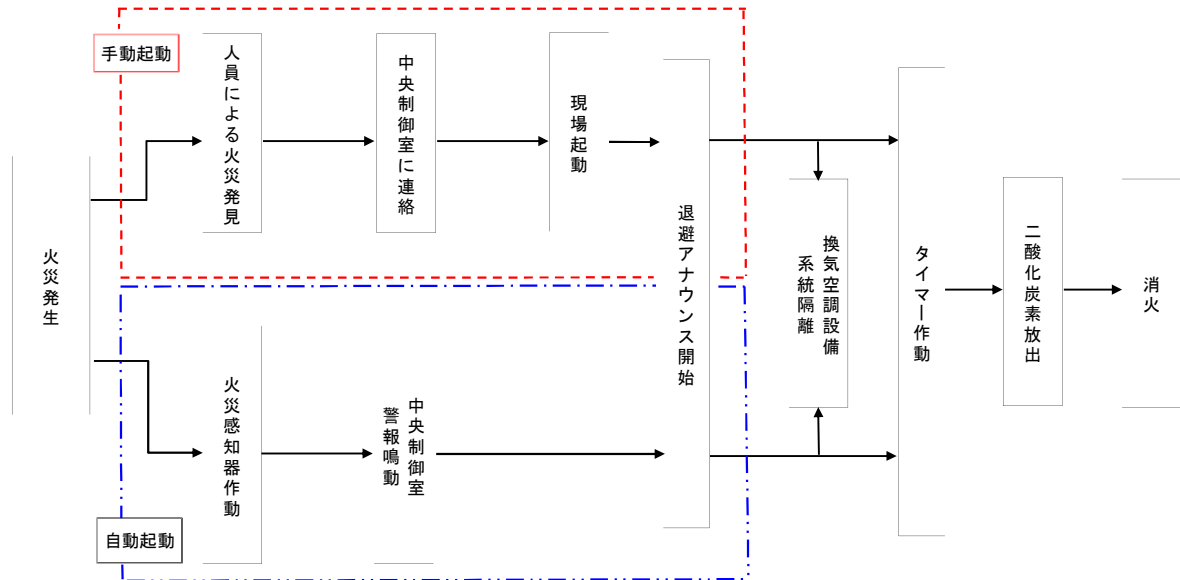 手動起動
人員による火災発見
中央制御室に連絡
現場起動
火災発生
退避アナウンス開始
換気空調設備
系統隔離
タイマー作動
二酸化炭素放出
消火
火災感知器作動
中央制御室
警報鳴動
自動起動